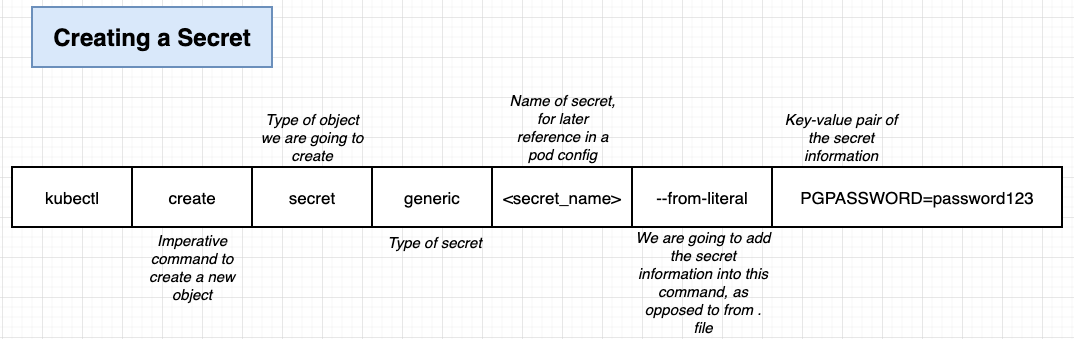 Creating a Secret
Name of secret,
for later
reference in a
pod config
Type of object
we are going to
create
Key-value pair of
the secret
information
kubectl
create
secret
generic
<secret_name>
--from-literal
PGPASSWORD=password123
Imperative
command to
create a new
object
Type of secret
We are going to add
the secret
information into this
command, as
opposed to from .
file